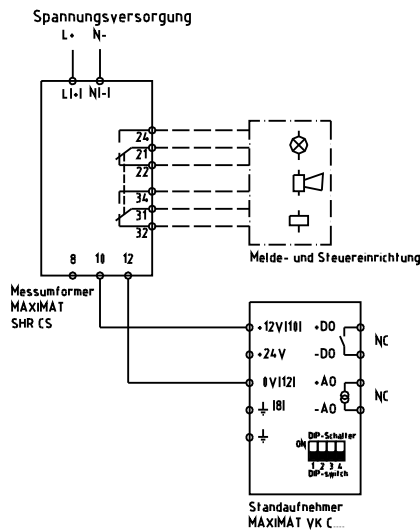 Spannungsversorgung
L+ N-
L(+) N(-)
24
21
22
34
31
32
8 10 12
Melde- und Steuereinrichtung
Messumformer
MAXIMAT
SHR CS
+12V(10) +DO
NC
+24V -DO
0V(12) +AO
NC
(8) -AO
DIP-Schalter
ON
1 2 3 4
DIP-switch
Standaufnehmer
MAXIMAT VK C....